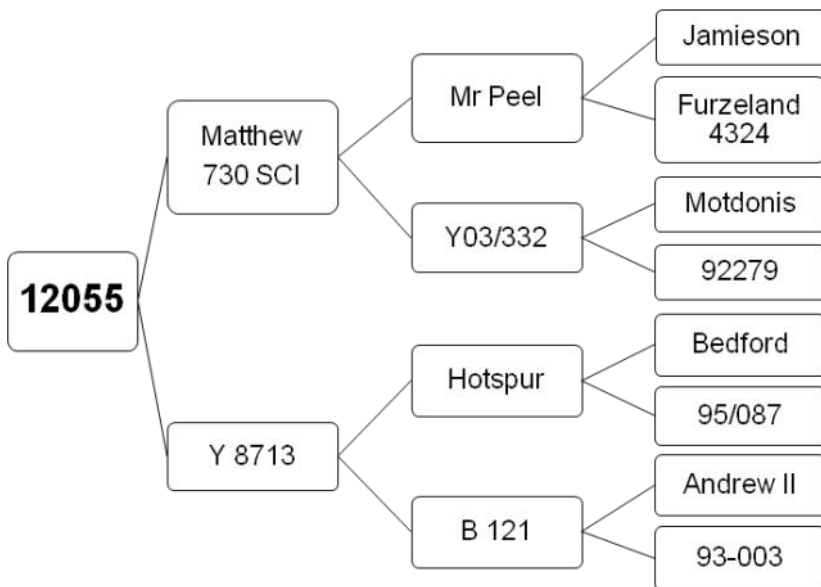 Jamieson
Mr Peel
Furzeland
4324
Matthew
730 SCI
Motdonis
Y03/332
92279
12055
Bedford
Hotspur
95/087
Y 8713
Andrew II
B 121
93-003